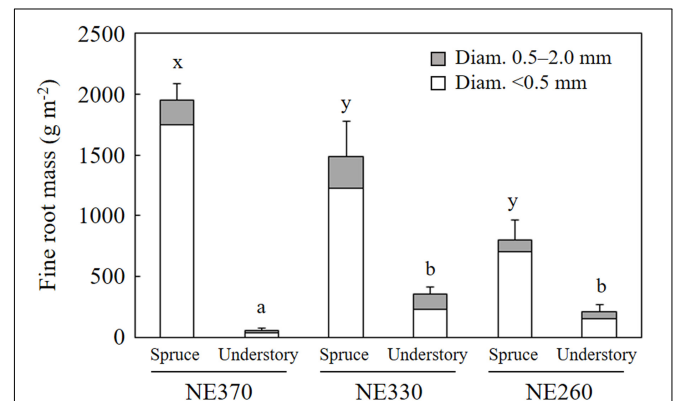 2500
2000
1500
1000
500
0
Fine root mass (g m-2)
Diam. 0.5–2.0 mm
Diam. <0.5 mm
x
a
y
b
y
b
Spruce Understory Spruce Understory Spruce Understory
NE370 NE330 NE260